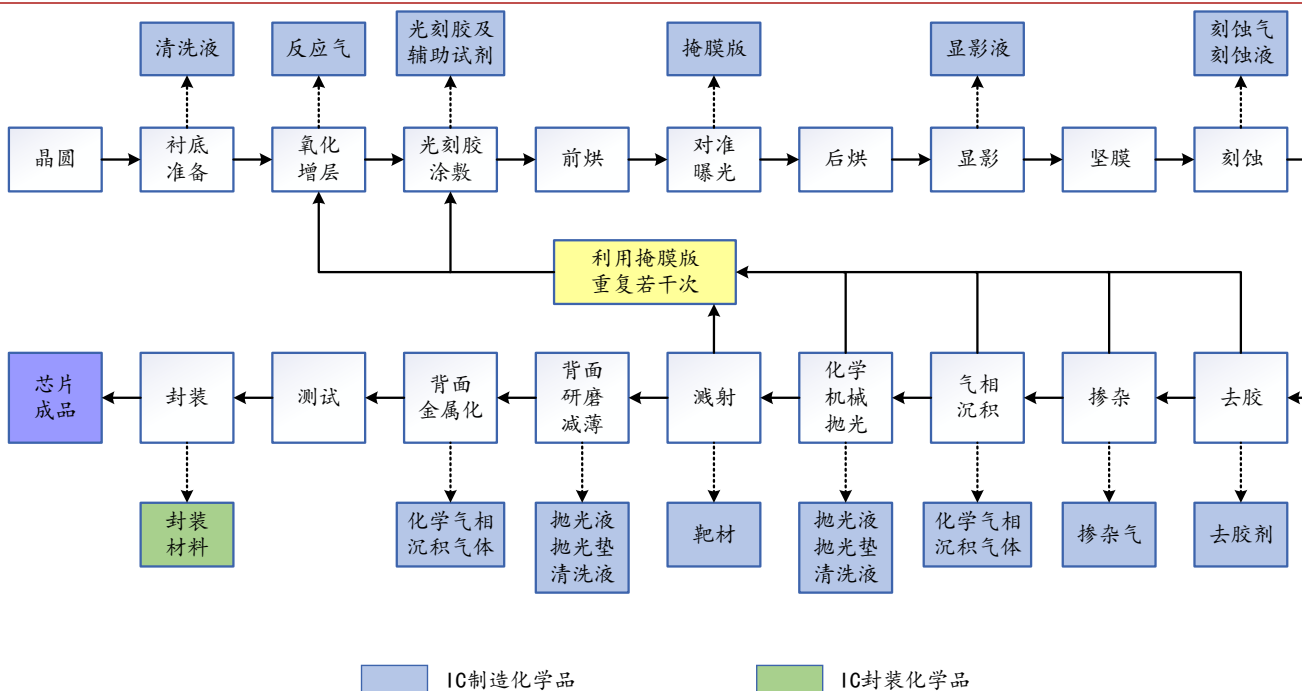 清洗液
反应气
光刻胶及
辅助试剂
掩膜版
显影液
刻蚀气
刻蚀液
晶圆
衬底
准备
氧化
增层
光刻胶
涂敷
前烘
对准
曝光
后烘
显影
坚膜
刻蚀
利用掩膜版
重复若干次
芯片
成品
封装
测试
背面
金属化
背面
研磨
减薄
溅射
化学
机械
抛光
气相
沉积
掺杂
去胶
封装
材料
化学气相
沉积气体
抛光液
抛光垫
清洗液
靶材
抛光液
抛光垫
清洗液
化学气相
沉积气体
掺杂气
去胶剂
IC制造化学品
IC封装化学品